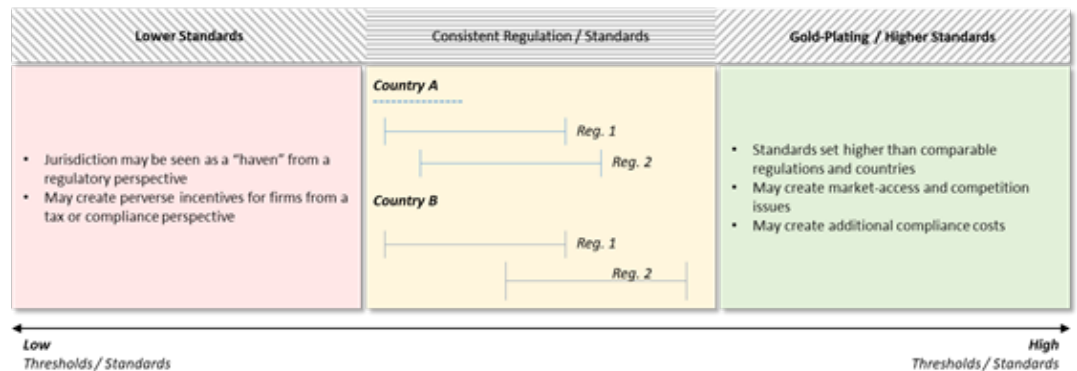 Lower Standards
Consistent Regulation / Standards
Gold-Plating / Higher Standards
• Jurisdiction may be seen as a “haven” from a
regulatory perspective
• May create perverse incentives for firms from a
tax or compliance perspective
Country A
Reg. 1
Reg. 2
Country B
Reg. 1
Reg. 2
• Standards set higher than comparable
regulations and countries
• May create market-access and competition
issues
• May create additional compliance costs
Low
Thresholds / Standards
High
Thresholds / Standards